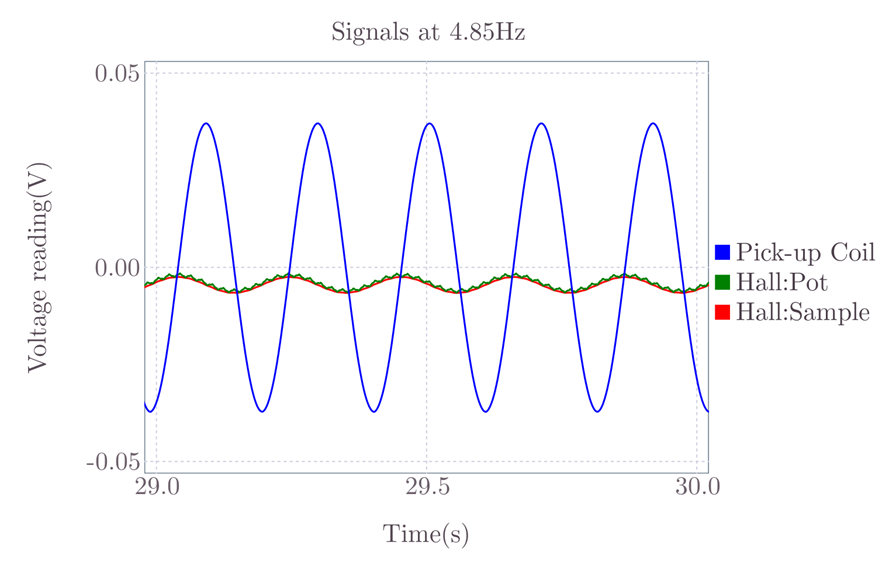 Signals at 4.85Hz
Voltage reading(V)
0.05
0.00
-0.05
29.0
29.5
30.0
Time(s)
Pick-up Coil
Hall:Pot
Hall:Sample